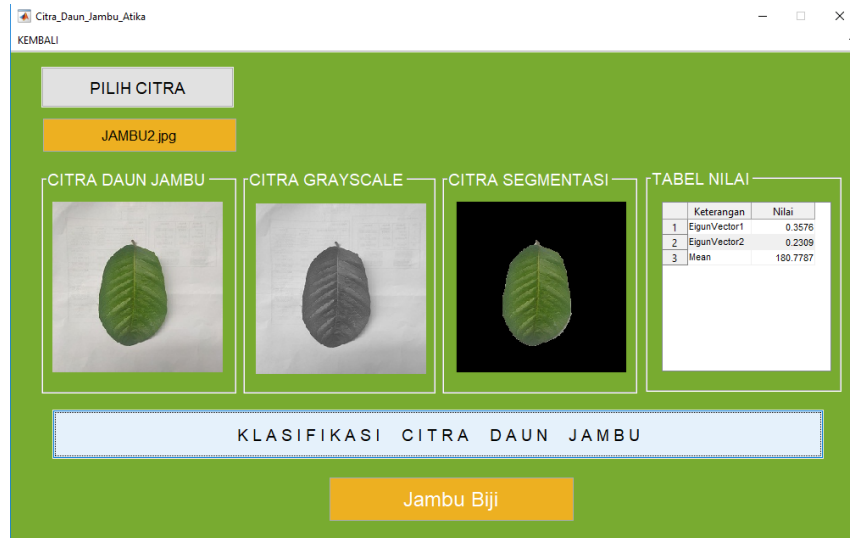 Citra_Daun_Jambu_Atika
KEMBALI
PILIH CITRA
JAMBU2.jpg
CITRA DAUN JAMBU
CITRA GRAYSCALE
CITRA SEGMENTASI
TABEL NILAI
Keterangan Nilai
1 EigunVector1 0.3576
2 EigunVector2 0.2309
3 Mean 180.7787
KLASIFIKASI CITRA DAUN JAMBU
Jambu Biji